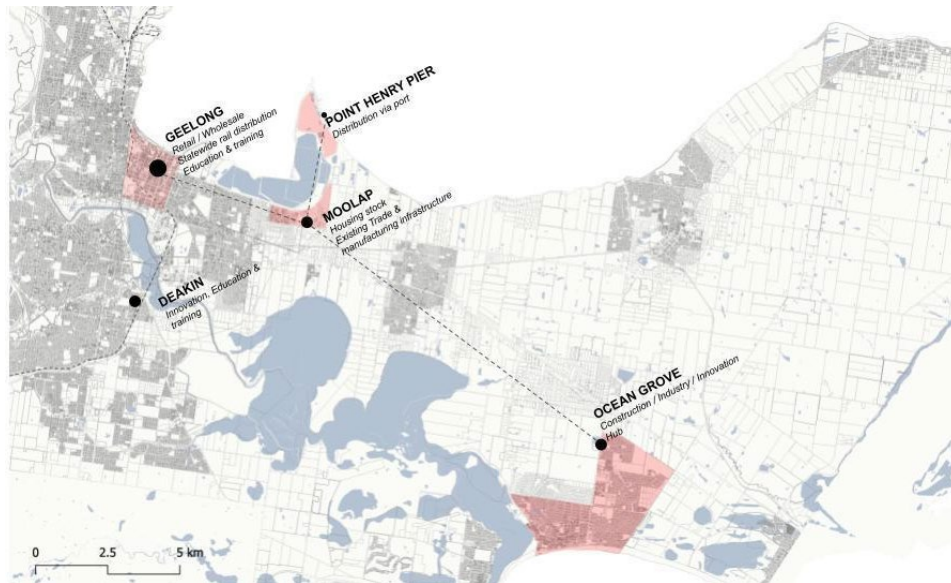 GEELONG
Retail / Wholesale
Statewide rail distribution
Education & training
POINT HENRY PIER
Distribution via port
MOOLAP
Housing stock
Existing Trade &
manufacturing infrastructure
DEAKIN
Innovation, Education &
training
OCEAN GROVE
Construction / Industry / Innovation
Hub
0 2.5 5 km